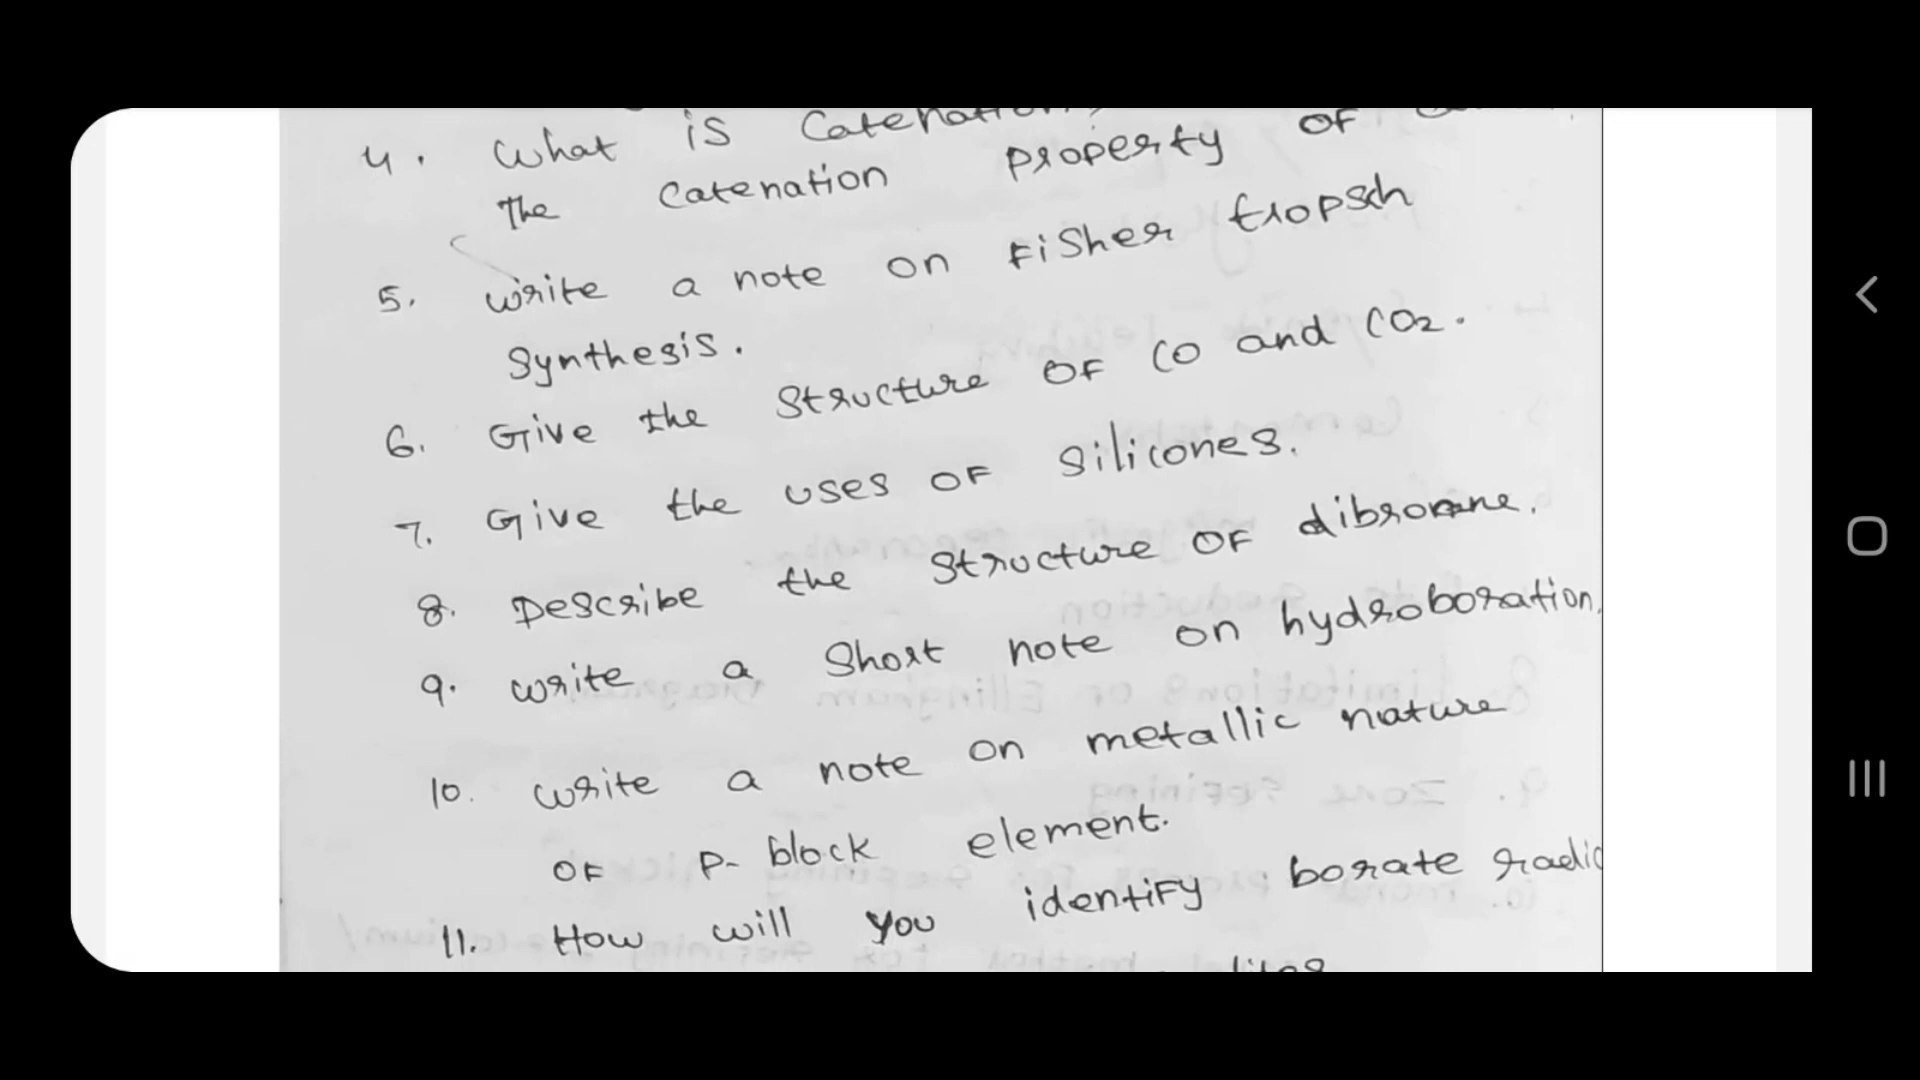 4. What is Catenation?
The Catenation property of
5. Write a note on Fisher tropsch
Synthesis.
6. Give the Structure OF CO and CO2.
7. Give the uses OF Silicones.
8. Describe the Structure OF diborane.
9. Write a Short note on hydroboration.
10. Write a note on metallic nature
OF P-block element.
11. How will you identify borate